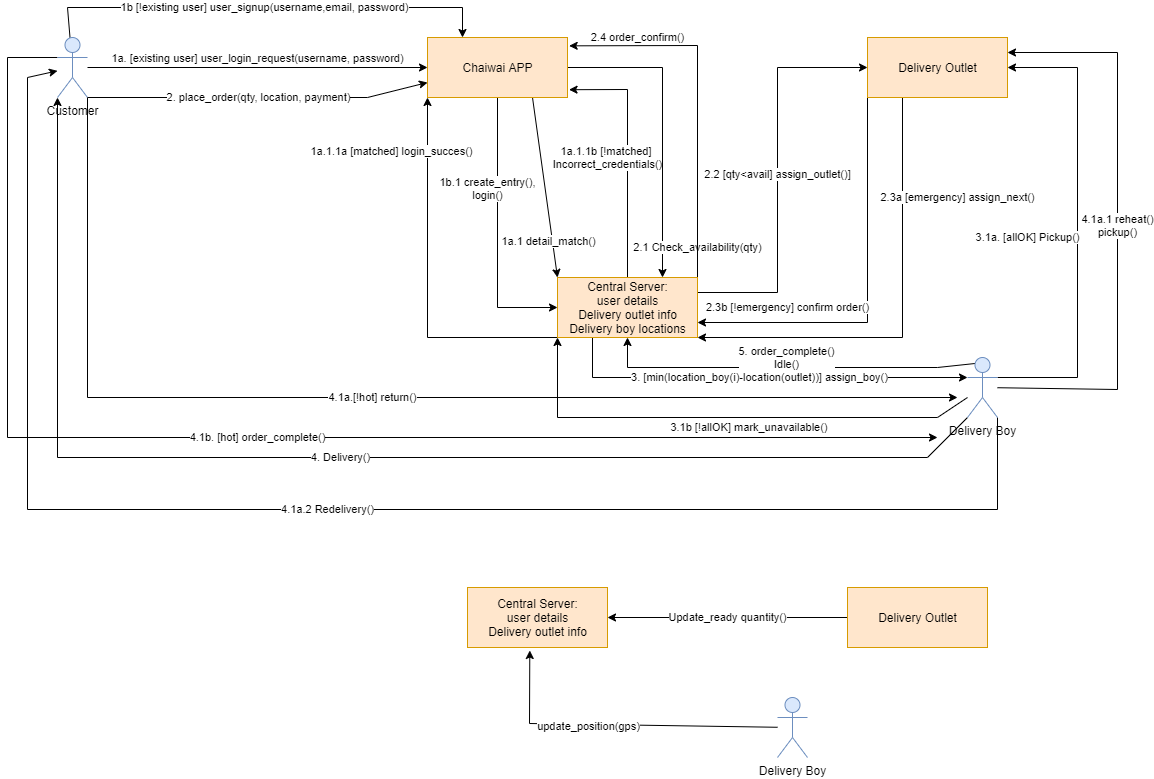 1b [!existing user] user_signup(username,email, password)
2.4 order_confirm()
1a. [existing user] user_login_request(username, password)
Chaiwai APP
Delivery Outlet
2. place_order(qty, location, payment)
Customer
1a.1.1a [matched] login_succes()
1a.1.1b [!matched]
Incorrect_credentials()
1b.1 create_entry(),
login()
2.2 [qty<avail] assign_outlet()]
2.3a [emergency] assign_next()
4.1a.1 reheat()
pickup()
3.1a. [allOK] Pickup()
1a.1 detail_match()
2.1 Check_availability(qty)
Central Server:
user details
Delivery outlet info
Delivery boy locations
2.3b [!emergency] confirm order()
5. order_complete()
Idle()
3. [min(location_boy(i)-location(outlet))] assign_boy()
4.1a.[!hot] return()
3.1b [!allOK] mark_unavailable()
Delivery Boy
4.1b. [hot] order_complete()
4. Delivery()
4.1a.2 Redelivery()
Central Server:
user details
Delivery outlet info
Update_ready quantity()
Delivery Outlet
update_position(gps)
Delivery Boy